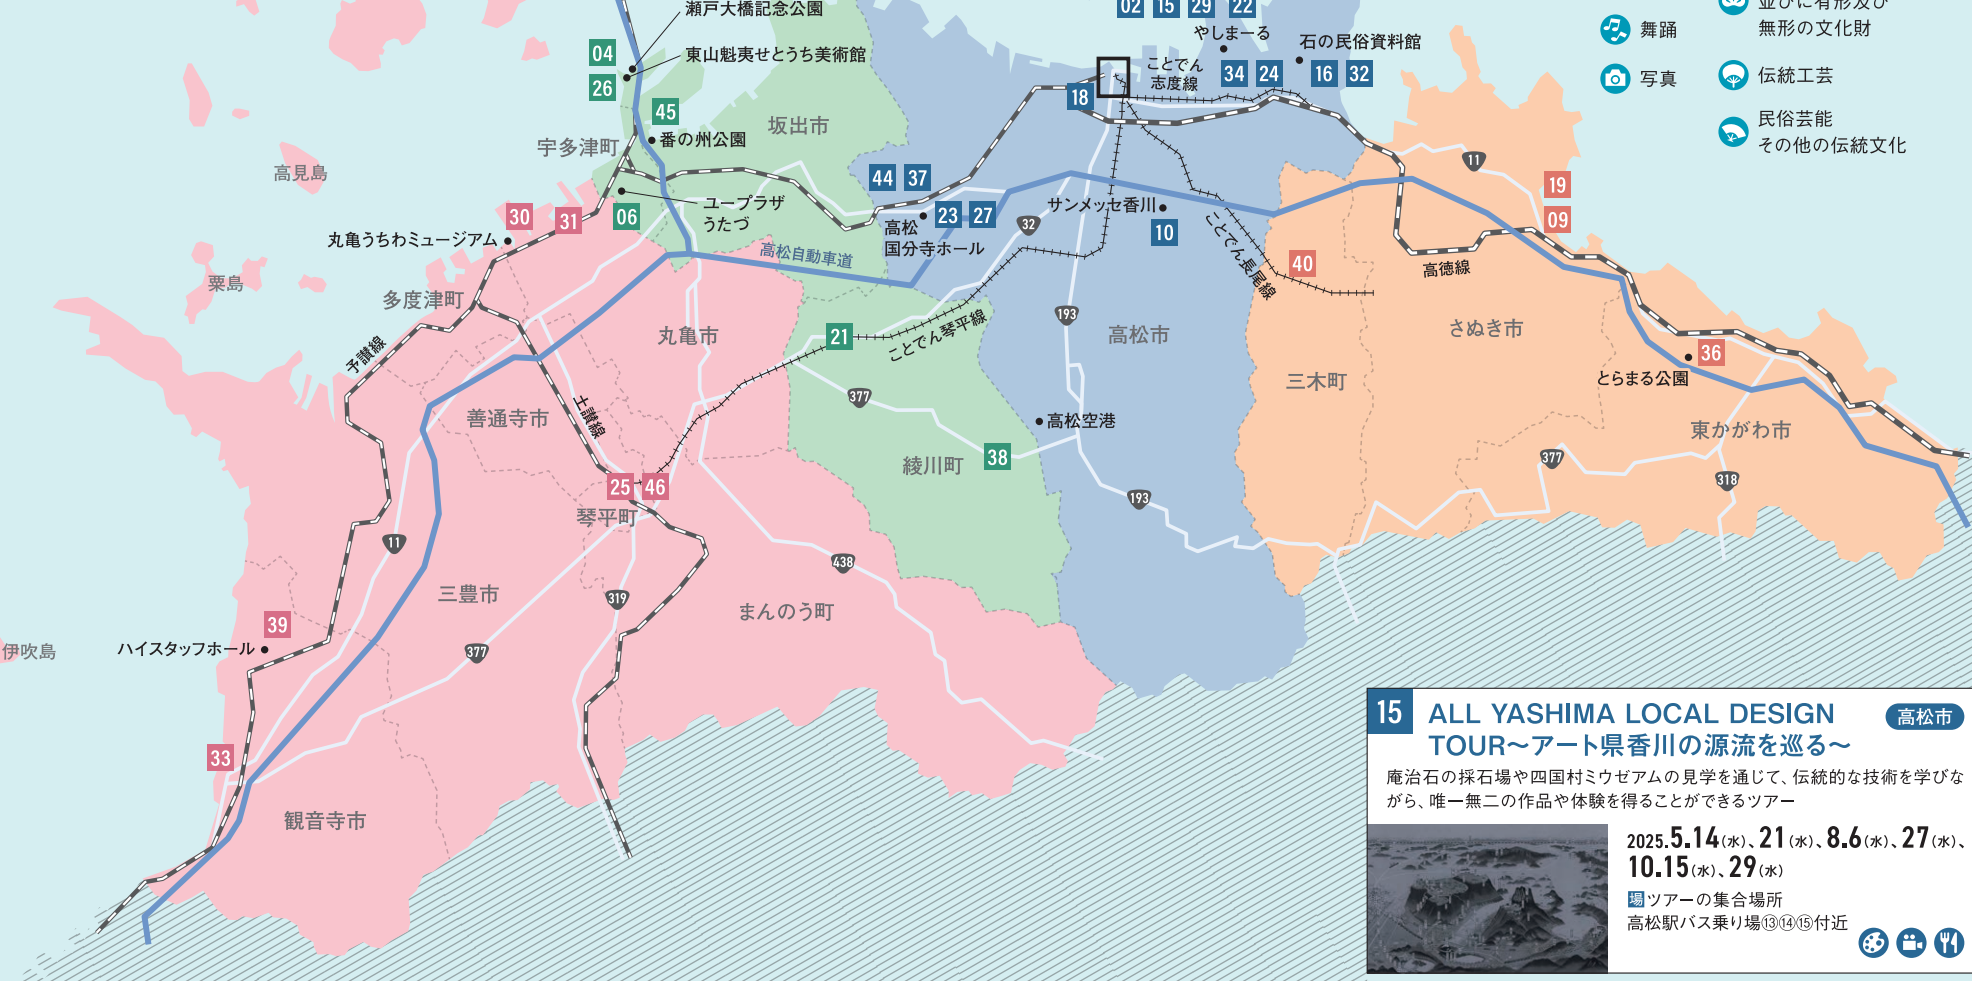 瀬戸大橋記念公園
02 15 29 22
並びに有形及び
無形の文化財
舞踊
やしまーる
石の民俗資料館
04
東山魁夷せとうち美術館
ことでん
志度線
34 24
16 32
写真
伝統工芸
26
18
45
坂出市
民俗芸能
その他の伝統文化
宇多津町
番の州公園
高見島
11
44 37
19
30
31
06
ユープラザ
うたづ
サンメッセ香川
高松
国分寺ホール
23 27
32
10
09
丸亀うちわミュージアム
高松自動車道
ことでん長尾線
40
高徳線
粟島
多度津町
193
21
ことでん琴平線
丸亀市
高松市
さぬき市
予讃線
36
とらまる公園
三木町
377
土讃線
善通寺市
高松空港
東かがわ市
綾川町
38
377
318
25 46
193
琴平町
11
438
三豊市
319
まんのう町
39
ハイスタッフホール
伊吹島
377
33
観音寺市
15
ALL YASHIMA LOCAL DESIGN
TOUR〜アート県香川の源流を巡る〜
高松市
庵治石の採石場や四国村ミウゼアムの見学を通じて、伝統的な技術を学びな
がら、唯一無二の作品や体験を得ることができるツアー
2025.5.14(水)、21(水)、8.6(水)、27(水)、
10.15(水)、29(水)
場ツアーの集合場所
高松駅バス乗り場⑬⑭⑮付近